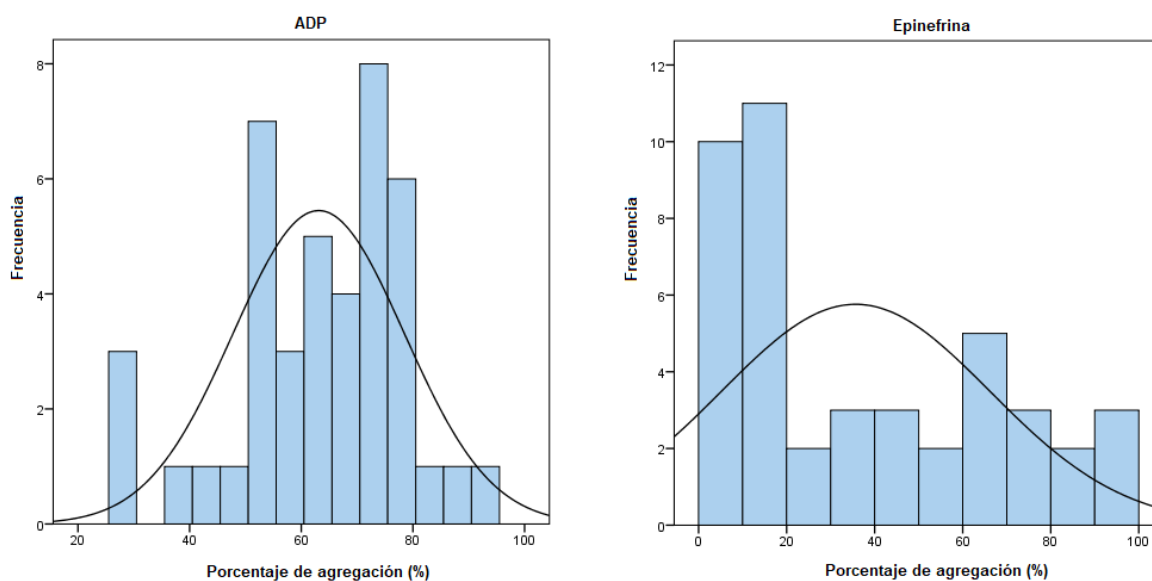 ADP
Frecuencia
8
6
4
2
0
20 40 60 80 100
Porcentaje de agregación (%)
Epinefrina
Frecuencia
12
10
8
6
4
2
0
0 20 40 60 80 100
Porcentaje de agregación (%)